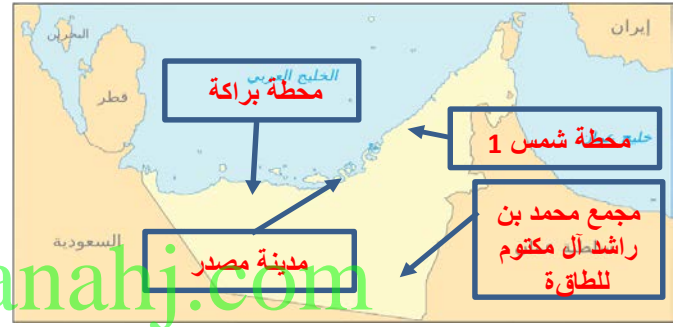 إيران
البحرين
قطر
الخليج العربي
محطة براكة
محطة شمس 1
خليج
مجمع محمد بن
راشد آل مكتوم
للطاقة
السعودية
مدينة مصدر
anahj.com